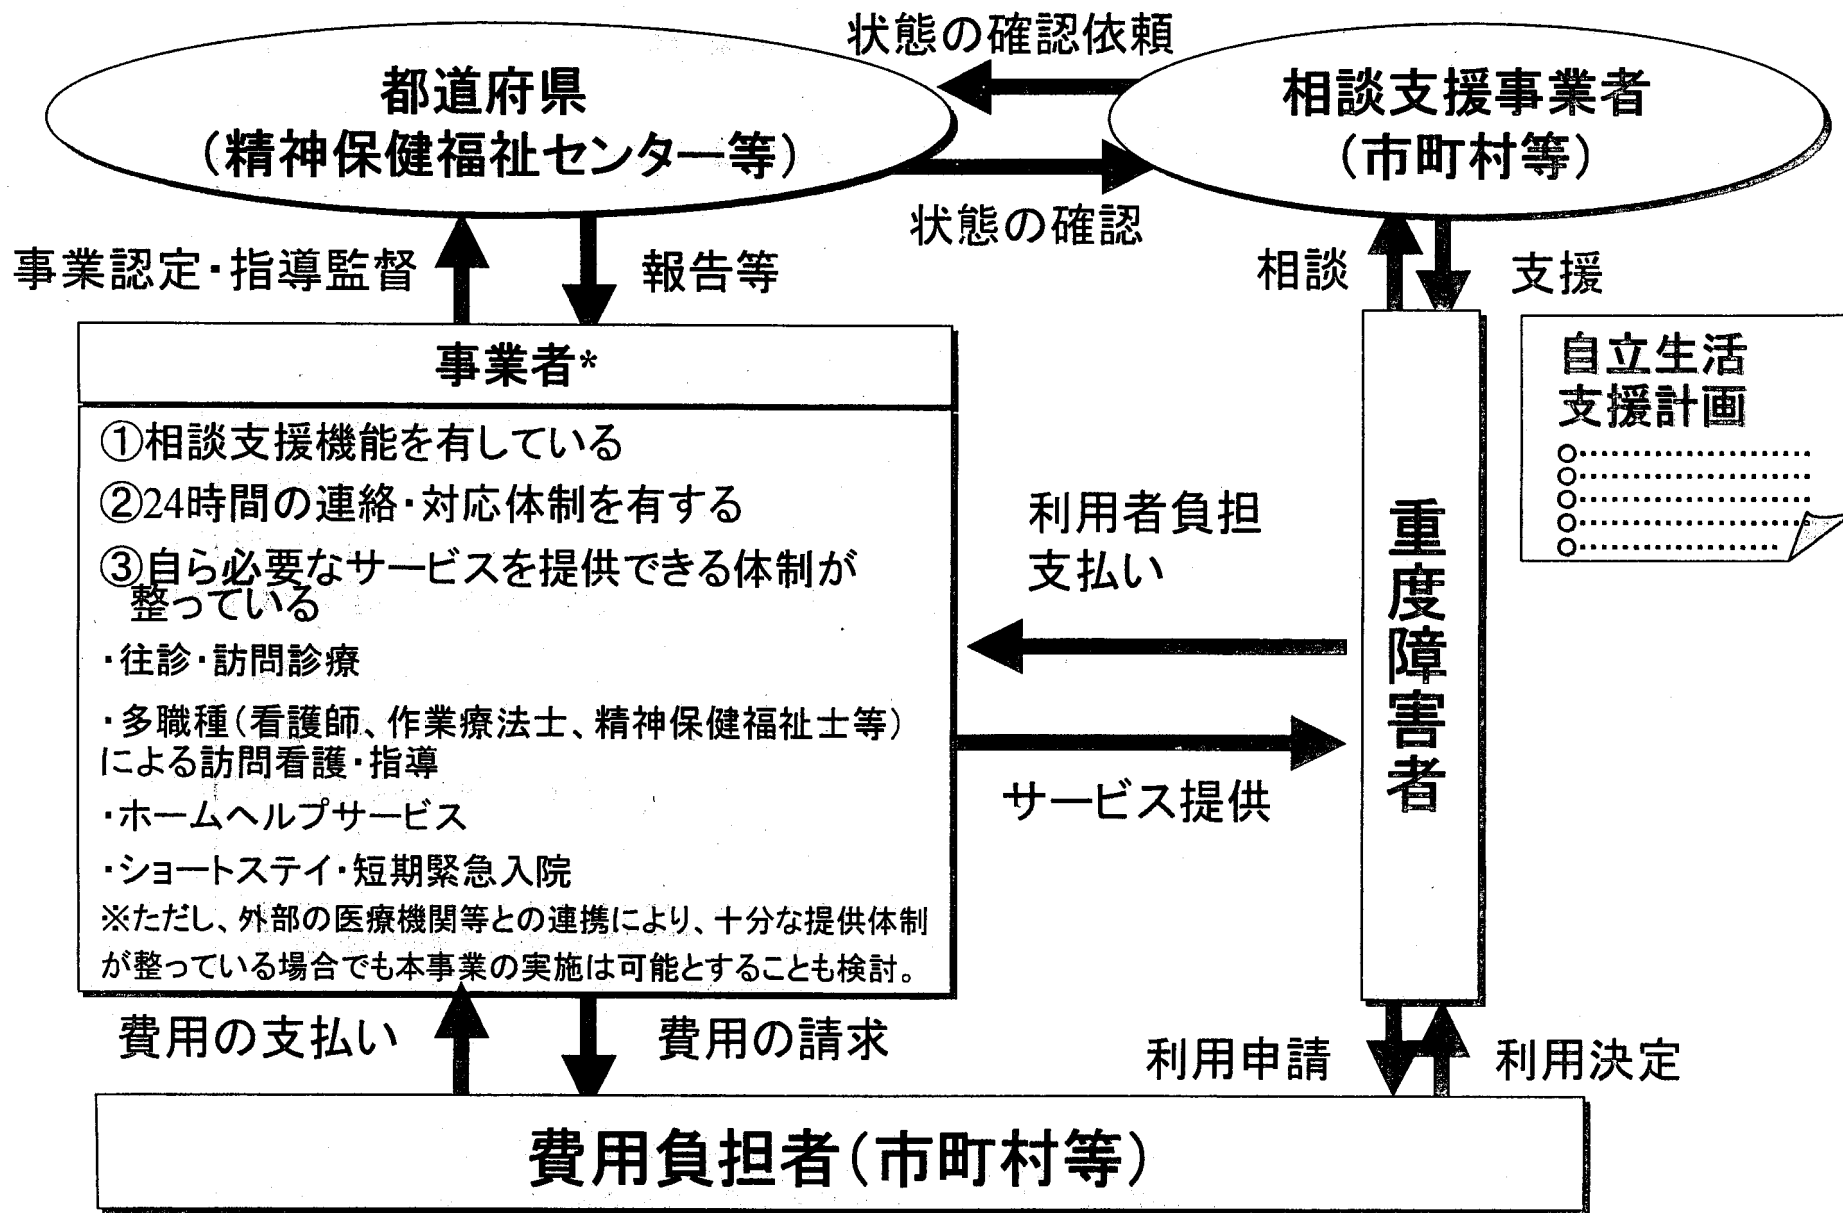 状態の確認依頼
都道府県
（精神保健福祉センター等）
相談支援事業者
（市町村等）
状態の確認
事業認定・指導監督
報告等
相談
支援
事業者*
①相談支援機能を有している
②24時間の連絡・対応体制を有する
③自ら必要なサービスを提供できる体制が
整っている
・往診・訪問診療
・多職種（看護師、作業療法士、精神保健福祉士等）
による訪問看護・指導
・ホームヘルプサービス
・ショートステイ・短期緊急入院
※ただし、外部の医療機関等との連携により、十分な提供体制
が整っている場合でも本事業の実施は可能とすることも検討。
利用者負担
支払い
サービス提供
重度障害者
自立生活
支援計画
費用の支払い
費用の請求
利用申請
利用決定
費用負担者（市町村等）